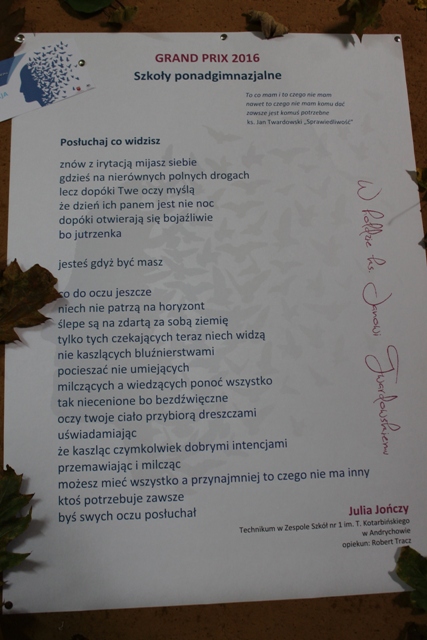 GRAND PRIX 2016
Szkoły ponadgimnazjalne
To co mam i to czego nie mam
nawet to czego nie mam komu dać
zawsze jest komuś potrzebne
ks. Jan Twardowski „Sprawiedliwość"
Posłuchaj co widzisz
znów z irytacją mijasz siebie
gdzieś na nierównych polnych drogach
lecz dopóki Twe oczy myślą
że dzień ich panem jest nie noc
dopóki otwierają się bojaźliwie
bo jutrzenka
jesteś gdyż być masz
co do oczu jeszcze
niech nie patrzą na horyzont
ślepe są na zdartą za sobą ziemię
tylko tych czekających teraz niech widzą
nie kaszlących bluźnierstwami
pocieszać nie umiejących
milczących a wiedzących ponoć wszystko
tak niecenione bo bezdźwięczne
oczy twoje ciało przybiorą dreszczami
uświadamiając
że kaszląc czymkolwiek dobrymi intencjami
przemawiając i milcząc
możesz mieć wszystko a przynajmniej to czego nie ma inny
ktoś potrzebuje zawsze
byś swych oczu posłuchał
W hołdzie ks. Janowi Twardowskiemu
Julia Jończy
Technikum w Zespole Szkół nr 1 im. T. Kotarbińskiego
w Andrychowie
opiekun: Robert Tracz